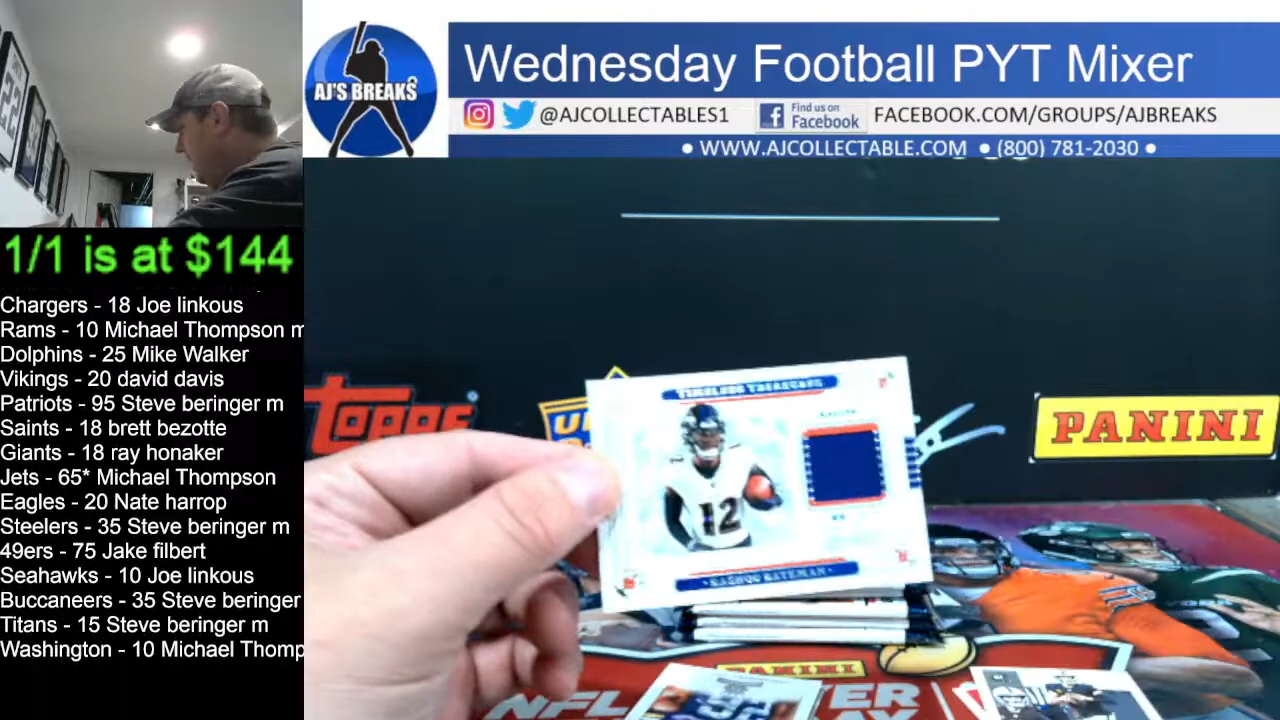 Wednesday Football PYT Mixer
AJ'S BREAKS
@AJCOLLECTABLES1
Find us on
Facebook
FACEBOOK.COM/GROUPS/AJBREAKS
• WWW.AJCOLLECTABLE.COM • (800) 781-2030 •
1/1 is at $144
Chargers - 18 Joe linkous
Rams - 10 Michael Thompson m
Dolphins - 25 Mike Walker
Vikings - 20 david davis
Patriots - 95 Steve beringer m
Saints - 18 brett bezotte
Giants - 18 ray honaker
Jets - 65* Michael Thompson
Eagles - 20 Nate harrop
Steelers - 35 Steve beringer m
49ers - 75 Jake filbert
Seahawks - 10 Joe linkous
Buccaneers - 35 Steve beringer
Titans - 15 Steve beringer m
Washington - 10 Michael Thomp
TOPPS
PANINI
TIMELESS TREASURES
12
RASHOD BATEMAN
PANINI
NFL